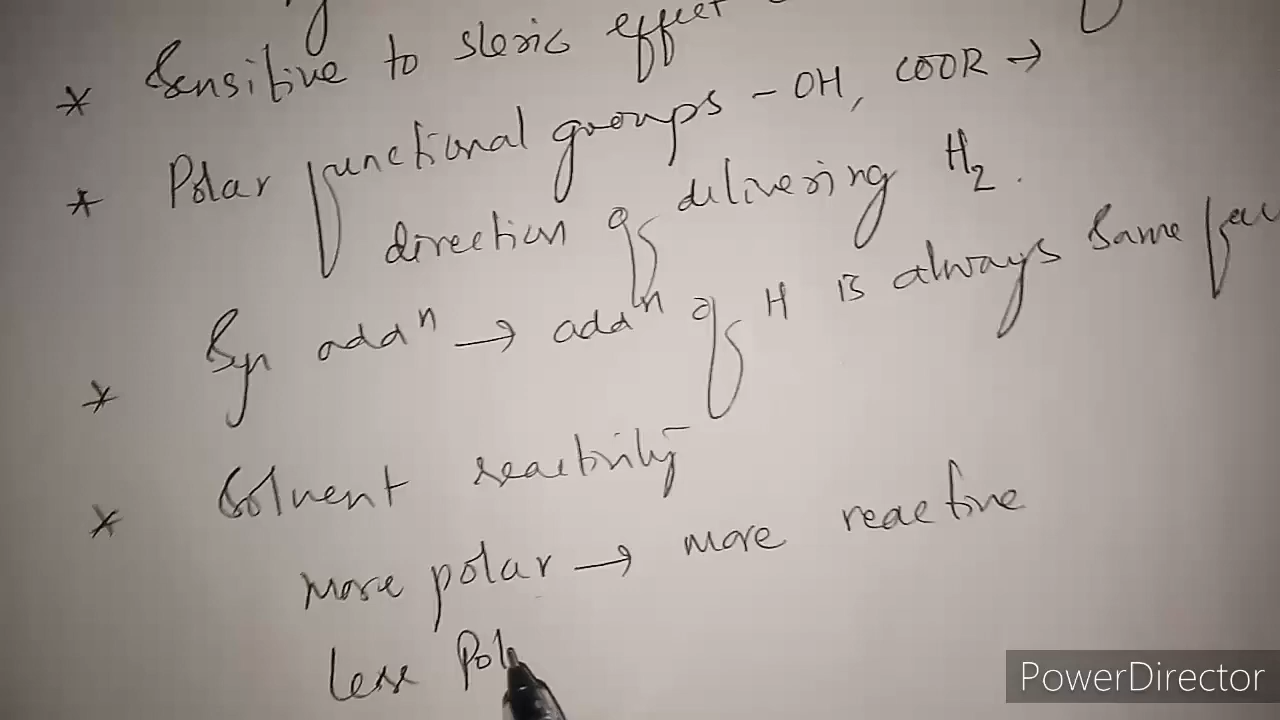 * Sensitive to steric effect
* Polar functional groups - OH, COOR →
direction of delivering H2.
* Syn addn → addn of H is always same
* Solvent reactivity
more polar → more reactive
less Pol
PowerDirector